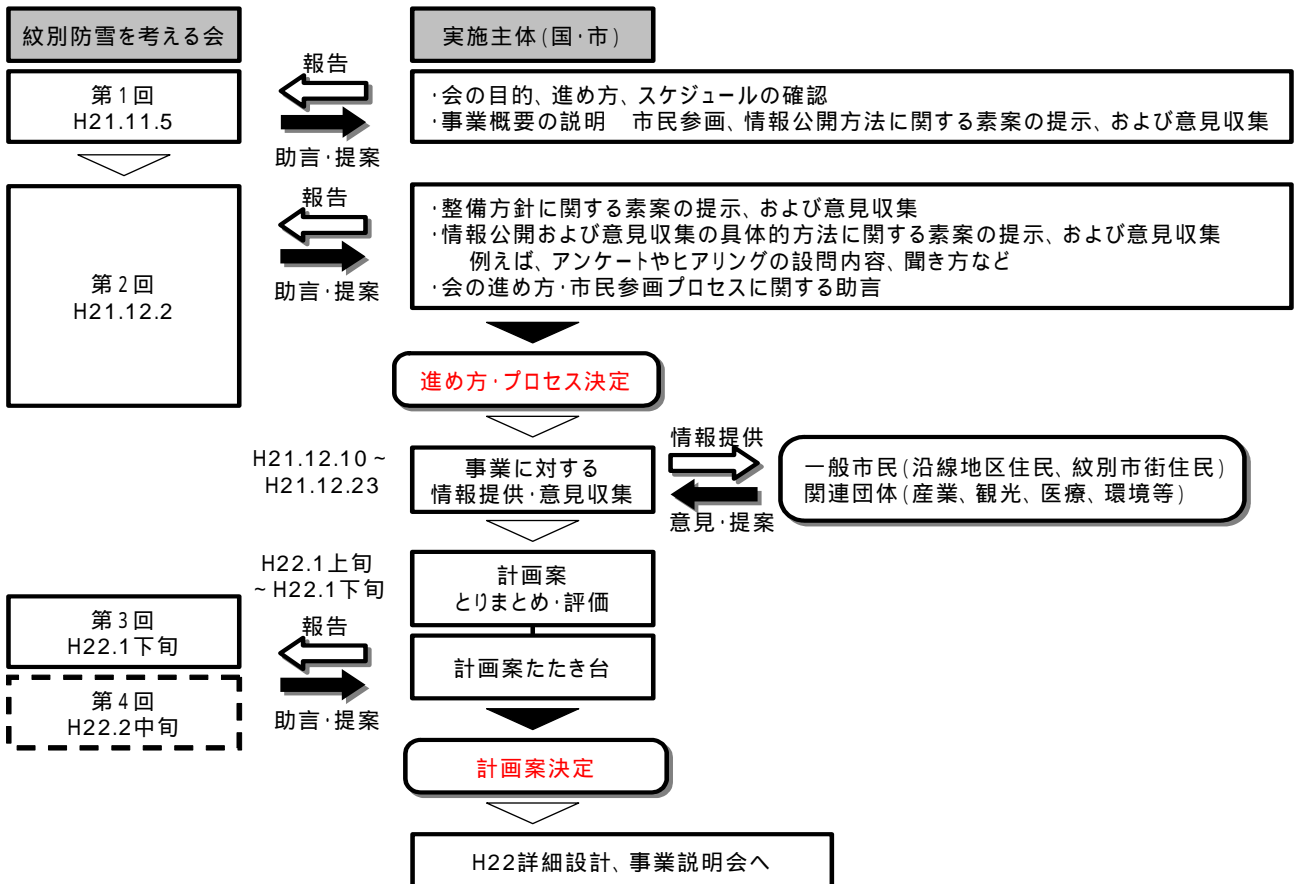 紋別防雪を考える会
実施主体(国・市)
第1回
H21.11.5
報告
助言・提案
・会の目的、進め方、スケジュールの確認
・事業概要の説明　市民参画、情報公開方法に関する素案の提示、および意見収集
第2回
H21.12.2
報告
助言・提案
・整備方針に関する素案の提示、および意見収集
・情報公開および意見収集の具体的方法に関する素案の提示、および意見収集
例えば、アンケートやヒアリングの設問内容、聞き方など
・会の進め方・市民参画プロセスに関する助言
進め方・プロセス決定
H21.12.10～
H21.12.23
事業に対する
情報提供・意見収集
情報提供
意見・提案
一般市民(沿線地区住民、紋別市街住民)
関連団体(産業、観光、医療、環境等)
H22.1上旬
～H22.1下旬
計画案
とりまとめ・評価
第3回
H22.1下旬
報告
計画案たたき台
第4回
H22.2中旬
助言・提案
計画案決定
H22詳細設計、事業説明会へ